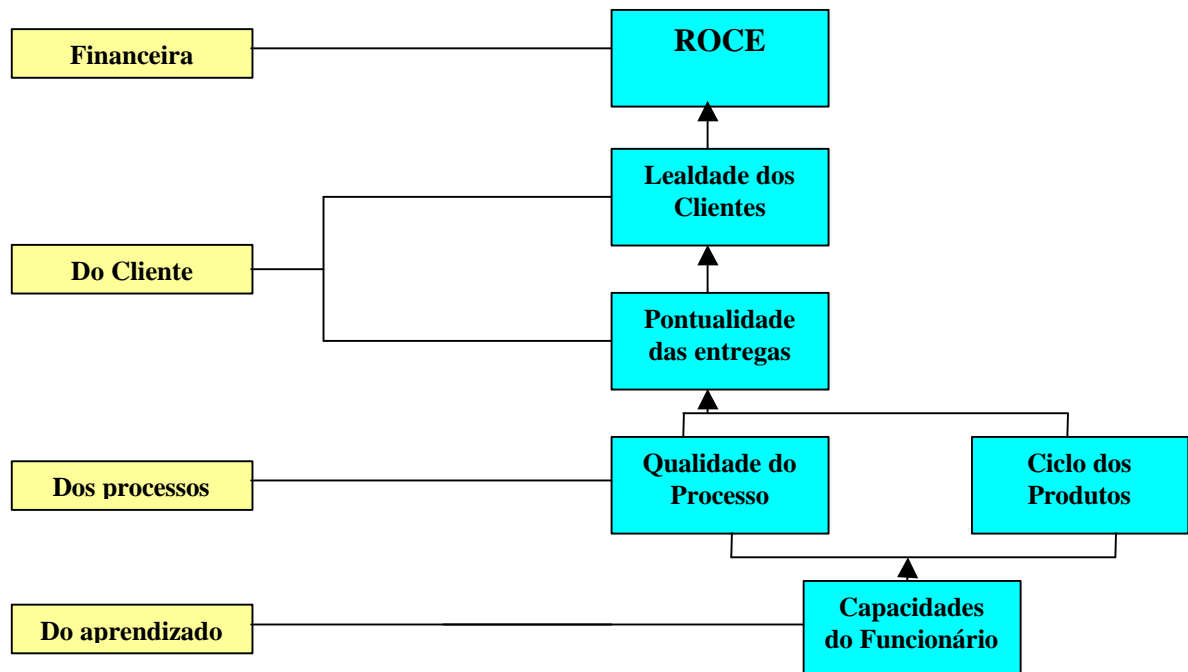 Financeira
ROCE
Lealdade dos
Clientes
Do Cliente
Pontualidade
das entregas
Dos processos
Qualidade do
Processo
Ciclo dos
Produtos
Do aprendizado
Capacidades
do Funcionário